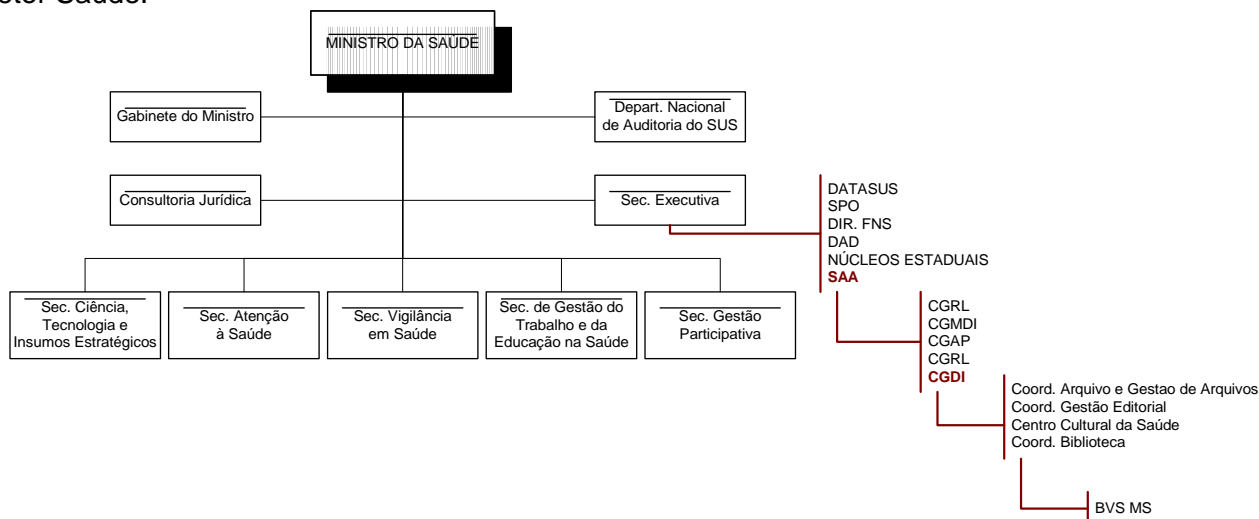 MINISTRO DA SAÚDE
Gabinete do Ministro
Depart. Nacional
de Auditoria do SUS
Consultoria Jurídica
Sec. Executiva
DATASUS
SPO
DIR. FNS
DAD
NÚCLEOS ESTADUAIS
SAA
Sec. Ciência,
Tecnologia e
Insumos Estratégicos
Sec. Atenção
à Saúde
Sec. Vigilância
em Saúde
Sec. de Gestão do
Trabalho e da
Educação na Saúde
Sec. Gestão
Participativa
CGRL
CGMDI
CGAP
CGRL
CGDI
Coord. Arquivo e Gestao de Arquivos
Coord. Gestão Editorial
Centro Cultural da Saúde
Coord. Biblioteca
BVS MS